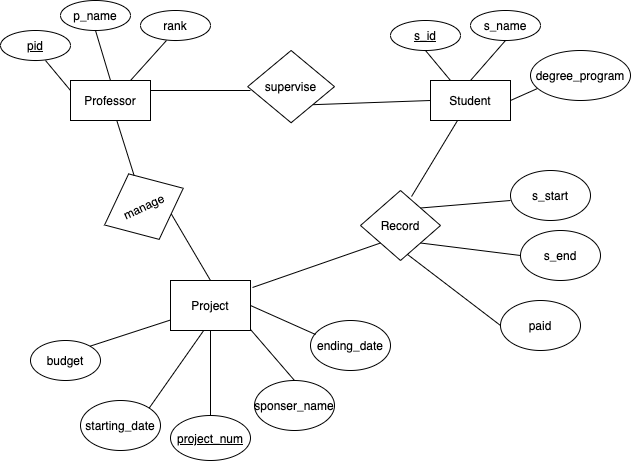 p_name
rank
s_id
s_name
pid
degree_program
supervise
Professor
Student
manage
s_start
Record
s_end
Project
paid
ending_date
budget
sponser_name
starting_date
project_num